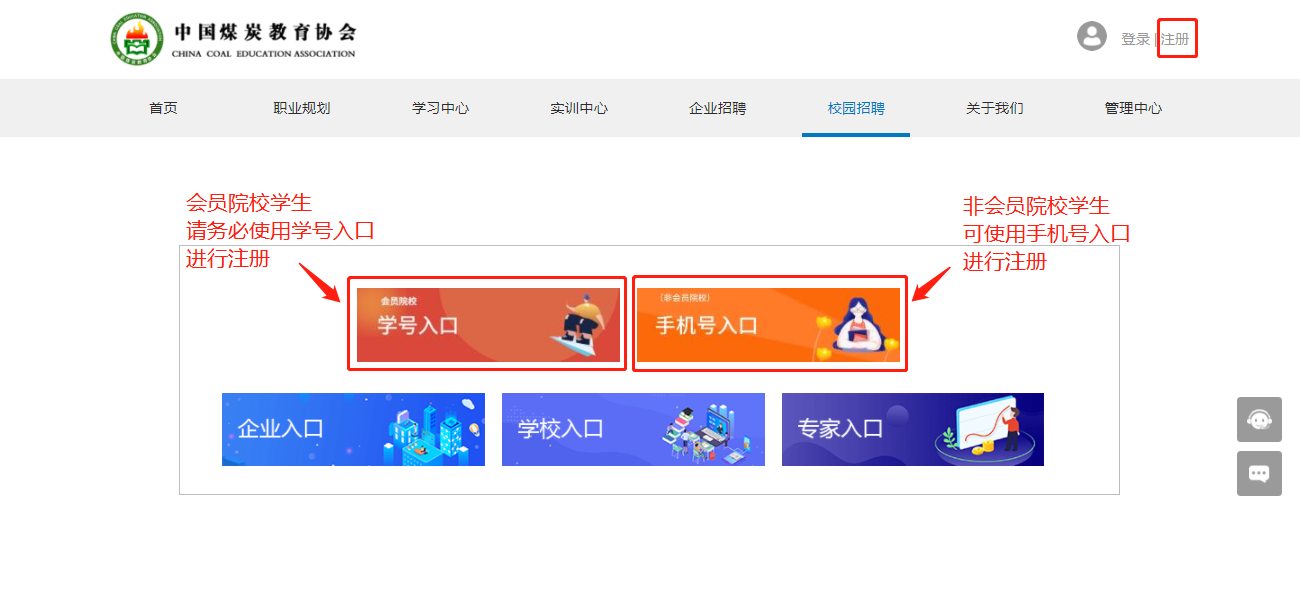 中国煤炭教育协会
CHINA COAL EDUCATION ASSOCIATION
登录 | 注册
首页 职业规划 学习中心 实训中心 企业招聘 校园招聘 关于我们 管理中心
会员院校学生
请务必使用学号入口
进行注册
非会员院校学生
可使用手机号入口
进行注册
会员院校
学号入口
（非会员院校）
手机号入口
企业入口
学校入口
专家入口